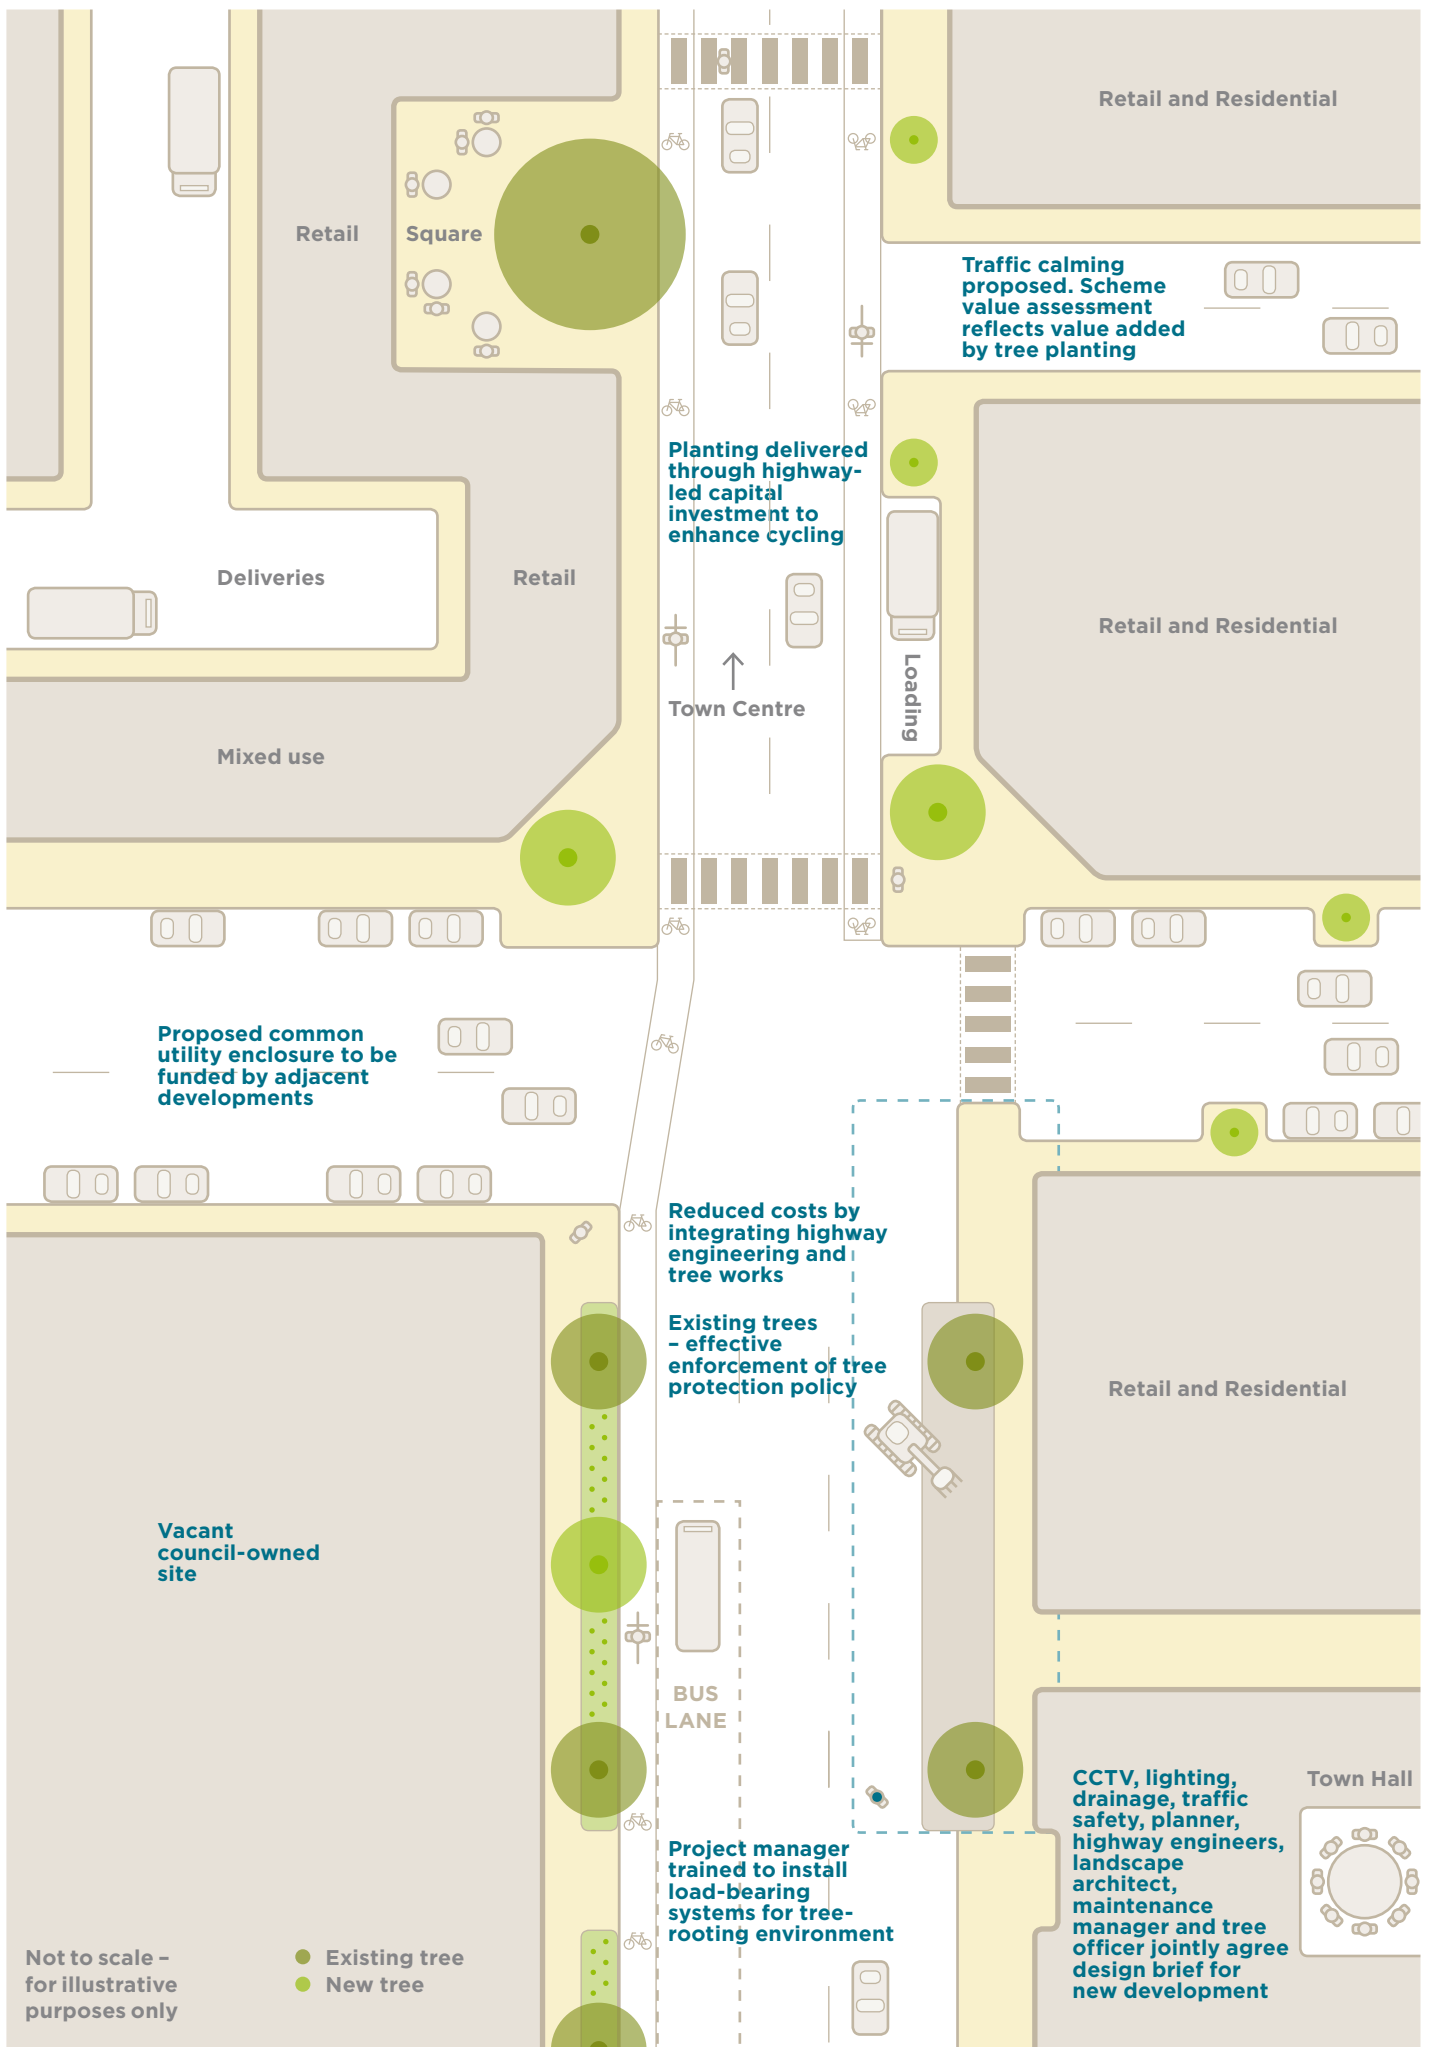 Retail and Residential
Retail
Square
Traffic calming
proposed. Scheme
value assessment
reflects value added
by tree planting
Planting delivered
through highway-
led capital
investment to
enhance cycling
Deliveries
Retail
Retail and Residential
Loading
Town Centre
Mixed use
Proposed common
utility enclosure to be
funded by adjacent
developments
Reduced costs by
integrating highway
engineering and
tree works
Existing trees
– effective
enforcement of tree
protection policy
Retail and Residential
Vacant
council-owned
site
BUS
LANE
CCTV, lighting,
drainage, traffic
safety, planner,
highway engineers,
landscape
architect,
maintenance
manager and tree
officer jointly agree
design brief for
new development
Town Hall
Project manager
trained to install
load-bearing
systems for tree-
rooting environment
Not to scale –
for illustrative
purposes only
Existing tree
New tree